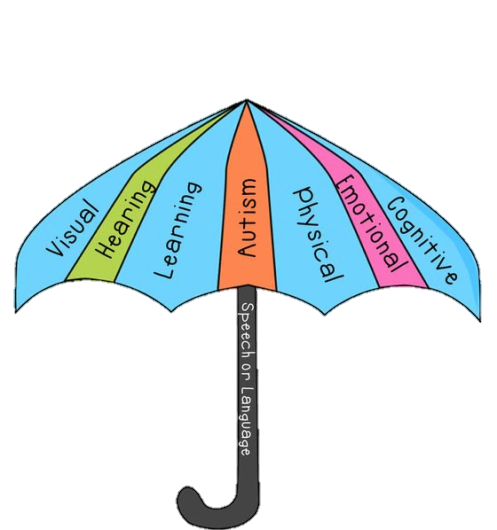 Visual
Hearing
Learning
Autism
Physical
Emotional
Cognitive
Speech or Language